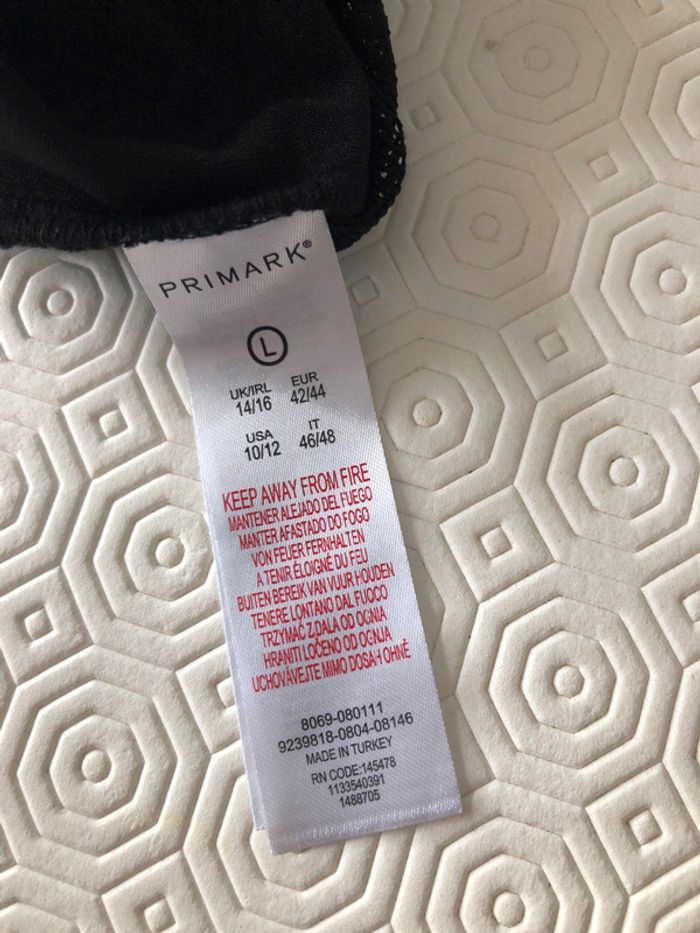 PRIMARK®
L
UK/IRL EUR
14/16 42/44
USA IT
10/12 46/48
KEEP AWAY FROM FIRE
MANTENER ALEJADO DEL FUEGO
MANTER AFASTADO DO FOGO
VON FEUER FERNHALTEN
A TENIR ÉLOIGNÉ DU FEU
BUITEN BEREIK VAN VUUR HOUDEN
TENERE LONTANO DAL FUOCO
TRZYMAĆ Z DALA OD OGNIA
HRANITI LOČENO OD OGNJA
UCHOVÁVEJTE MIMO DOSAH OHNĚ
8069-080111
9239818-0804-08146
MADE IN TURKEY
RN CODE:145478
1133540391
1488705